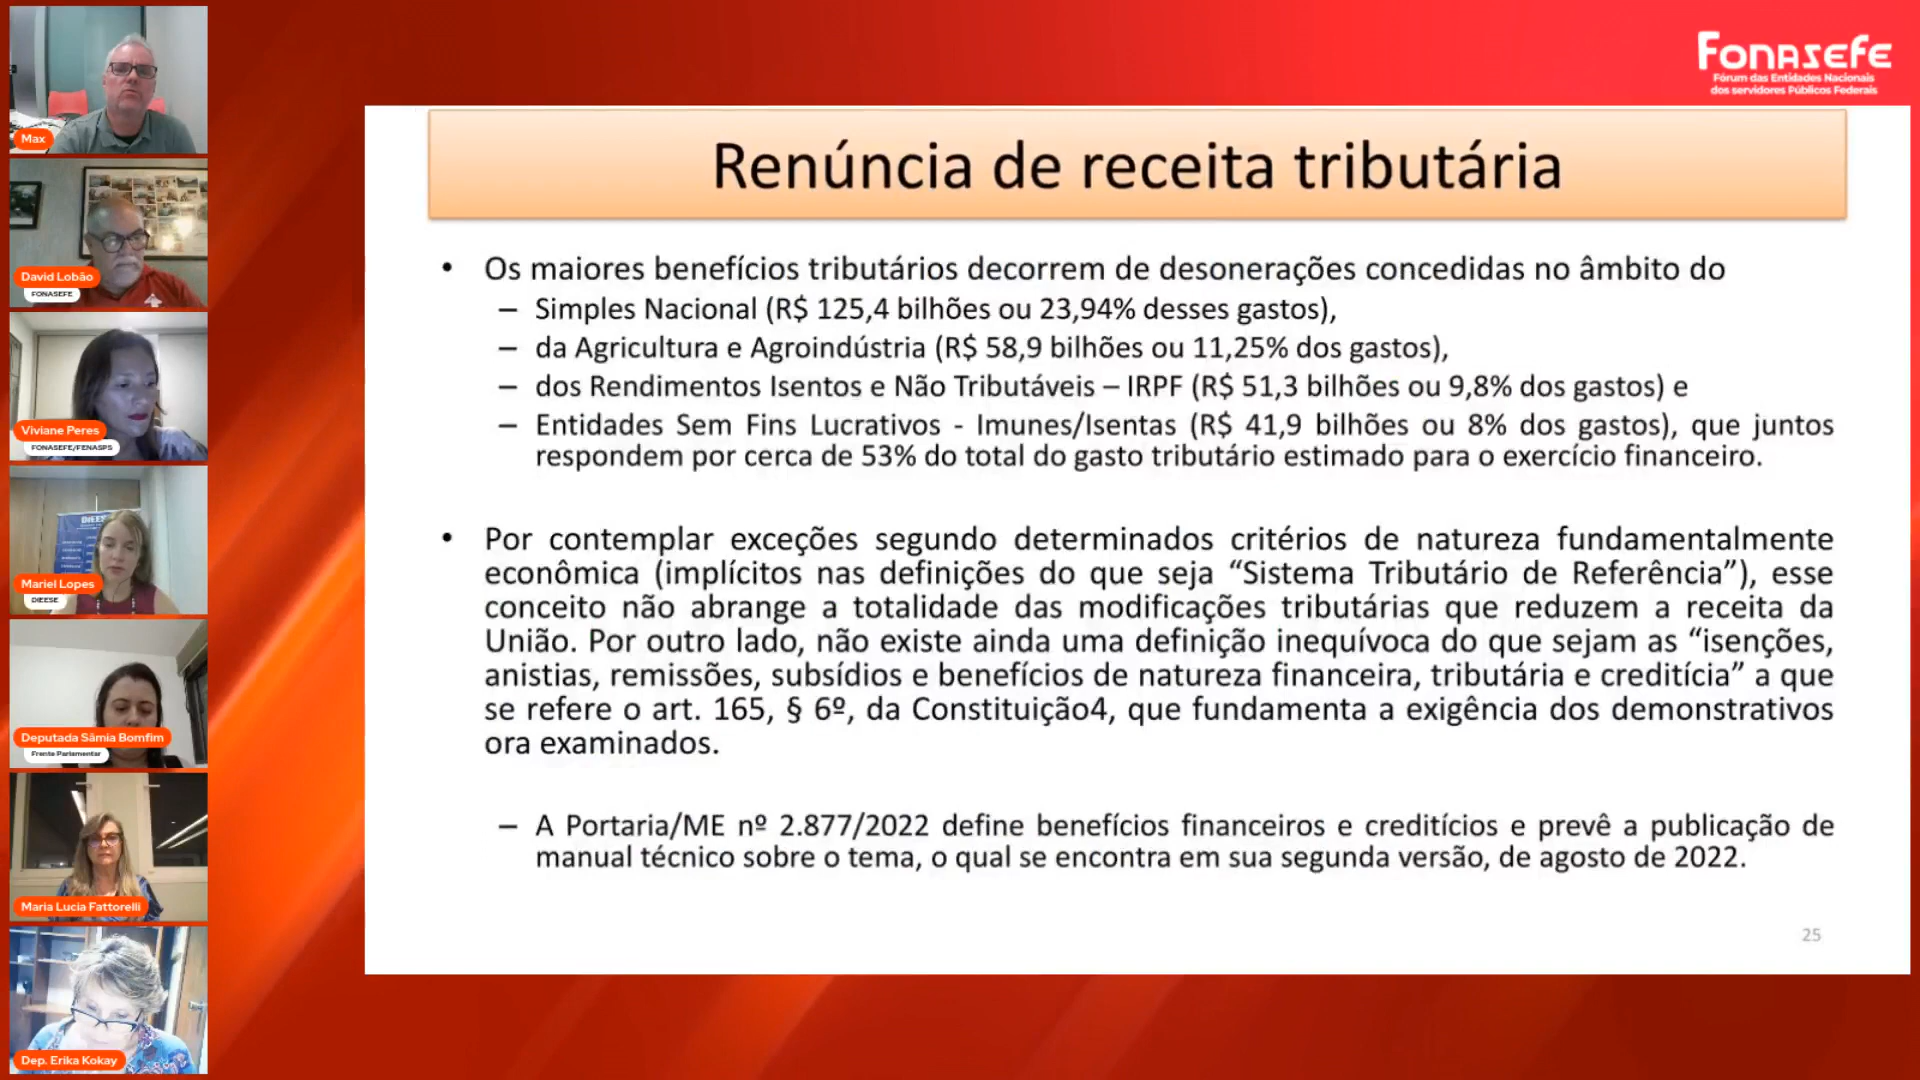 FONASEFE
Fórum das Entidades Nacionais
dos servidores Públicos Federais
Max
David Lobão
FONASEFE
Viviane Peres
FONASEFE/FENASPS
DIEESE
Mariel Lopes
DIEESE
Deputada Sâmia Bomfim
Frente Parlamentar
Maria Lucia Fattorelli
Dep. Erika Kokay
Renúncia de receita tributária
• Os maiores benefícios tributários decorrem de desonerações concedidas no âmbito do
– Simples Nacional (R$ 125,4 bilhões ou 23,94% desses gastos),
– da Agricultura e Agroindústria (R$ 58,9 bilhões ou 11,25% dos gastos),
– dos Rendimentos Isentos e Não Tributáveis – IRPF (R$ 51,3 bilhões ou 9,8% dos gastos) e
– Entidades Sem Fins Lucrativos - Imunes/Isentas (R$ 41,9 bilhões ou 8% dos gastos), que juntos
respondem por cerca de 53% do total do gasto tributário estimado para o exercício financeiro.
• Por contemplar exceções segundo determinados critérios de natureza fundamentalmente
econômica (implícitos nas definições do que seja “Sistema Tributário de Referência”), esse
conceito não abrange a totalidade das modificações tributárias que reduzem a receita da
União. Por outro lado, não existe ainda uma definição inequívoca do que sejam as “isenções,
anistias, remissões, subsídios e benefícios de natureza financeira, tributária e creditícia” a que
se refere o art. 165, § 6º, da Constituição4, que fundamenta a exigência dos demonstrativos
ora examinados.
– A Portaria/ME nº 2.877/2022 define benefícios financeiros e creditícios e prevê a publicação de
manual técnico sobre o tema, o qual se encontra em sua segunda versão, de agosto de 2022.
25